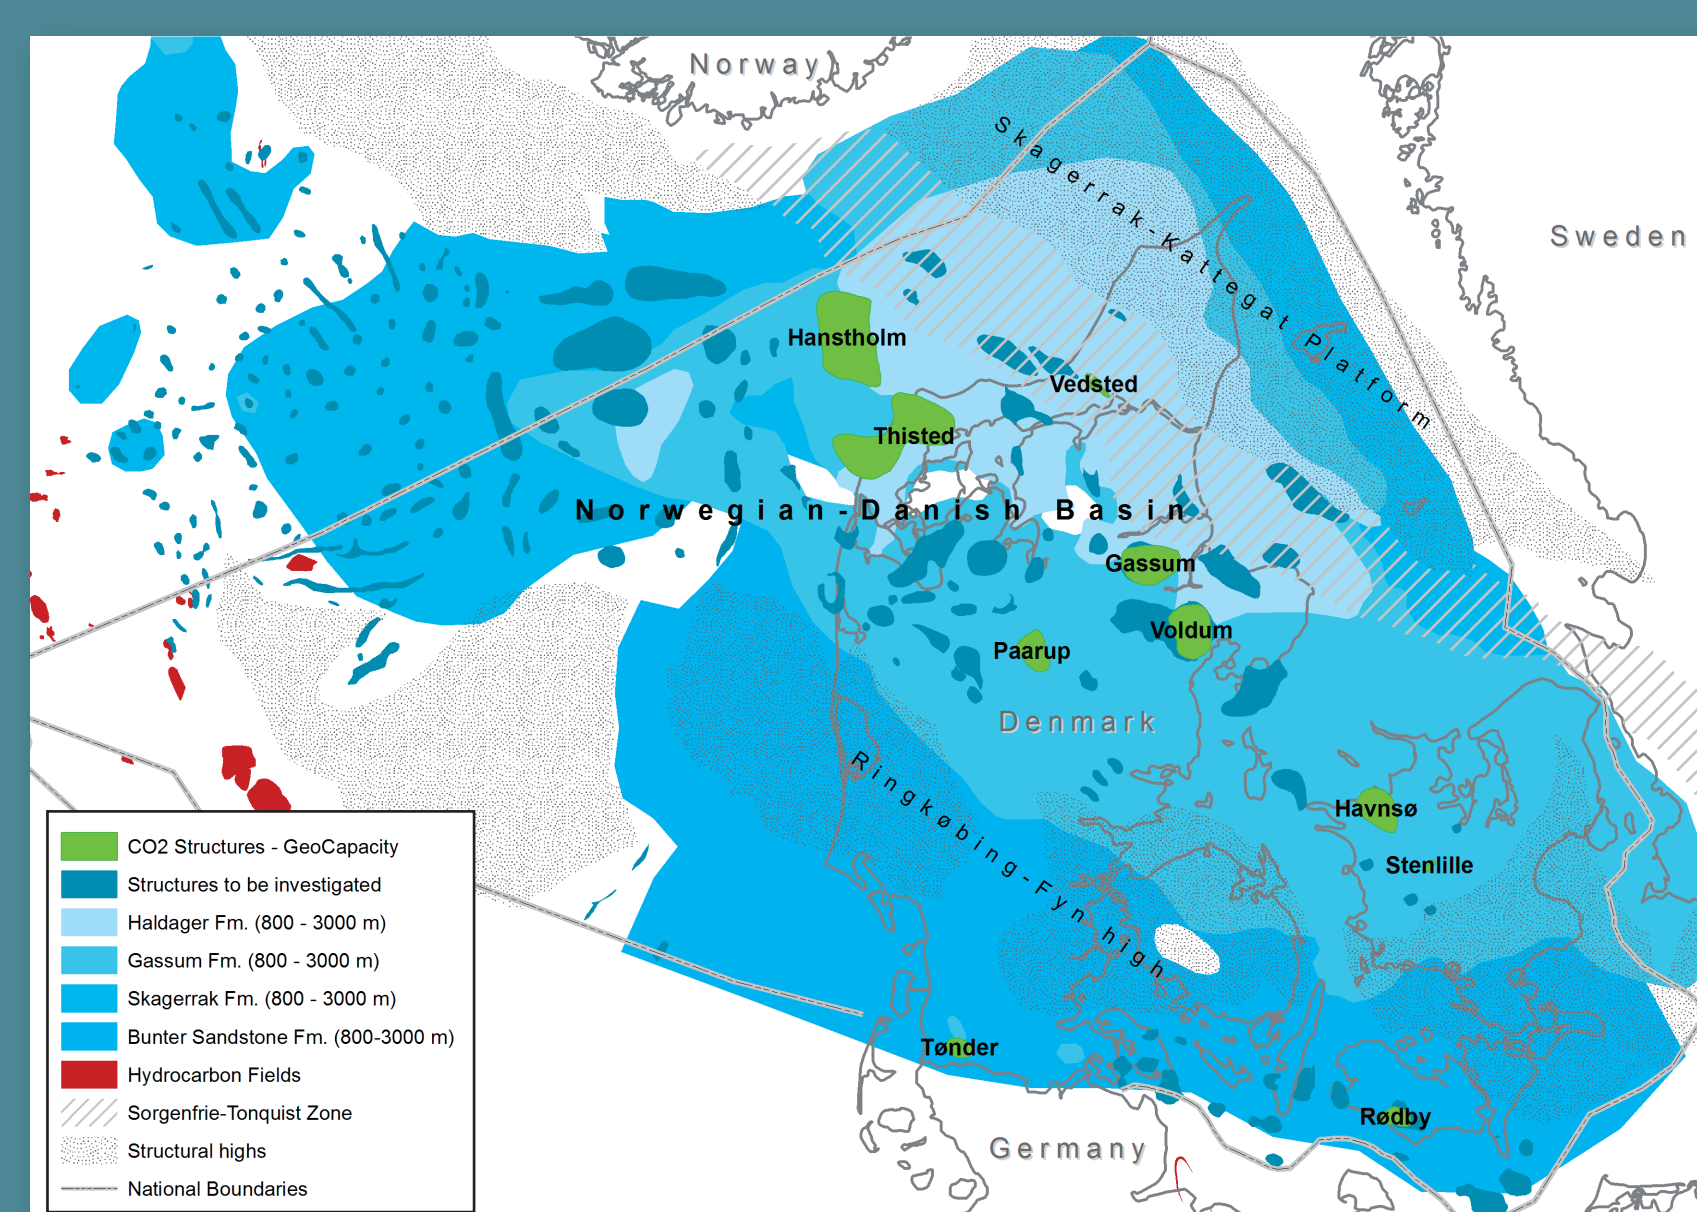 Norway
Skagerrak-Kattegat Platform
Sweden
Hanstholm
Vedsted
Thisted
Norwegian-Danish Basin
Gassum
Voldum
Paarup
Denmark
Ringkøbing-Fyn high
Havnsø
Stenlille
Tønder
Rødby
Germany
CO2 Structures - GeoCapacity
Structures to be investigated
Haldager Fm. (800 - 3000 m)
Gassum Fm. (800 - 3000 m)
Skagerrak Fm. (800 - 3000 m)
Bunter Sandstone Fm. (800-3000 m)
Hydrocarbon Fields
Sorgenfrie-Tonquist Zone
Structural highs
National Boundaries